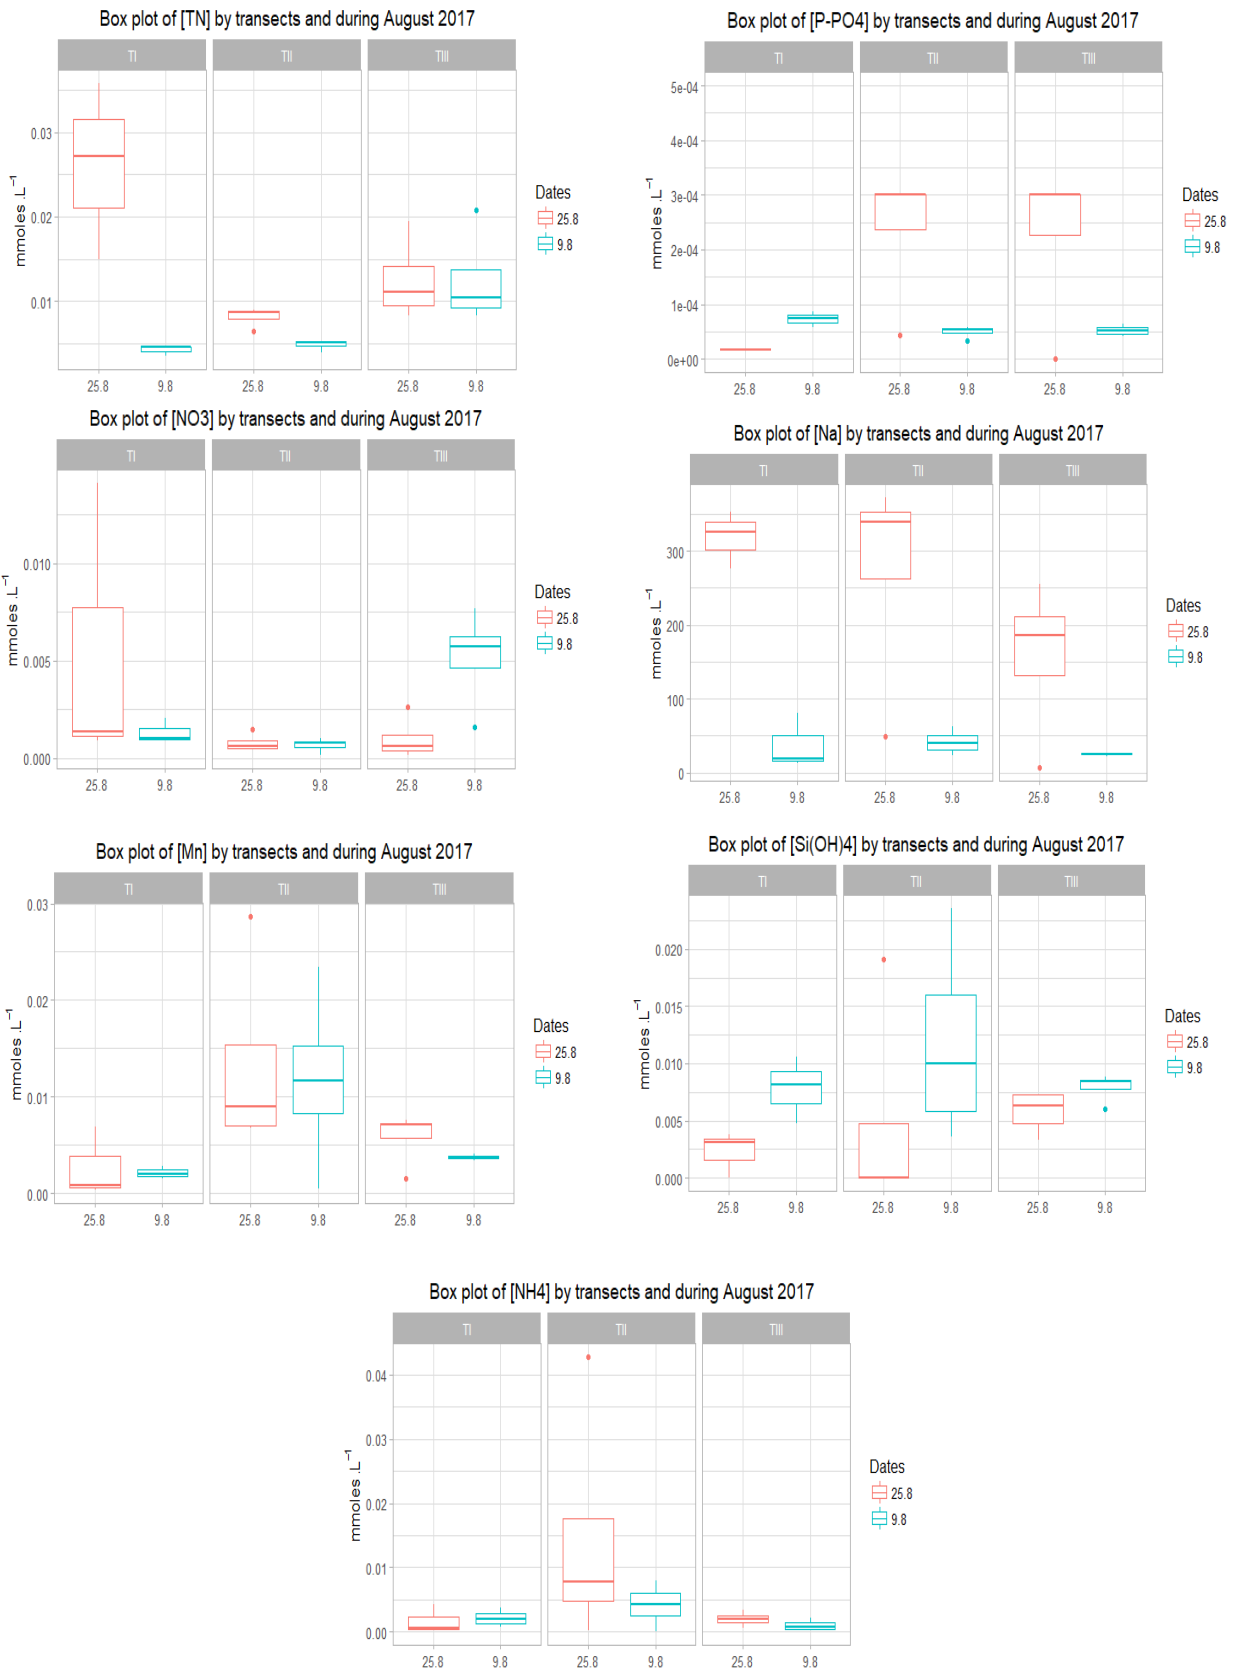 Box plot of [TN] by transects and during August 2017
TI TII TIII
mmoles .L⁻¹
0.03
0.02
0.01
25.8 9.8 25.8 9.8 25.8 9.8
Dates
25.8
9.8
Box plot of [P-PO4] by transects and during August 2017
TI TII TIII
mmoles .L⁻¹
5e-04
4e-04
3e-04
2e-04
1e-04
0e+00
25.8 9.8 25.8 9.8 25.8 9.8
Dates
25.8
9.8
Box plot of [NO3] by transects and during August 2017
TI TII TIII
mmoles .L⁻¹
0.010
0.005
0.000
25.8 9.8 25.8 9.8 25.8 9.8
Dates
25.8
9.8
Box plot of [Na] by transects and during August 2017
TI TII TIII
mmoles .L⁻¹
300
200
100
0
25.8 9.8 25.8 9.8 25.8 9.8
Dates
25.8
9.8
Box plot of [Mn] by transects and during August 2017
TI TII TIII
mmoles .L⁻¹
0.03
0.02
0.01
0.00
25.8 9.8 25.8 9.8 25.8 9.8
Dates
25.8
9.8
Box plot of [Si(OH)4] by transects and during August 2017
TI TII TIII
mmoles .L⁻¹
0.020
0.015
0.010
0.005
0.000
25.8 9.8 25.8 9.8 25.8 9.8
Dates
25.8
9.8
Box plot of [NH4] by transects and during August 2017
TI TII TIII
mmoles .L⁻¹
0.04
0.03
0.02
0.01
0.00
25.8 9.8 25.8 9.8 25.8 9.8
Dates
25.8
9.8